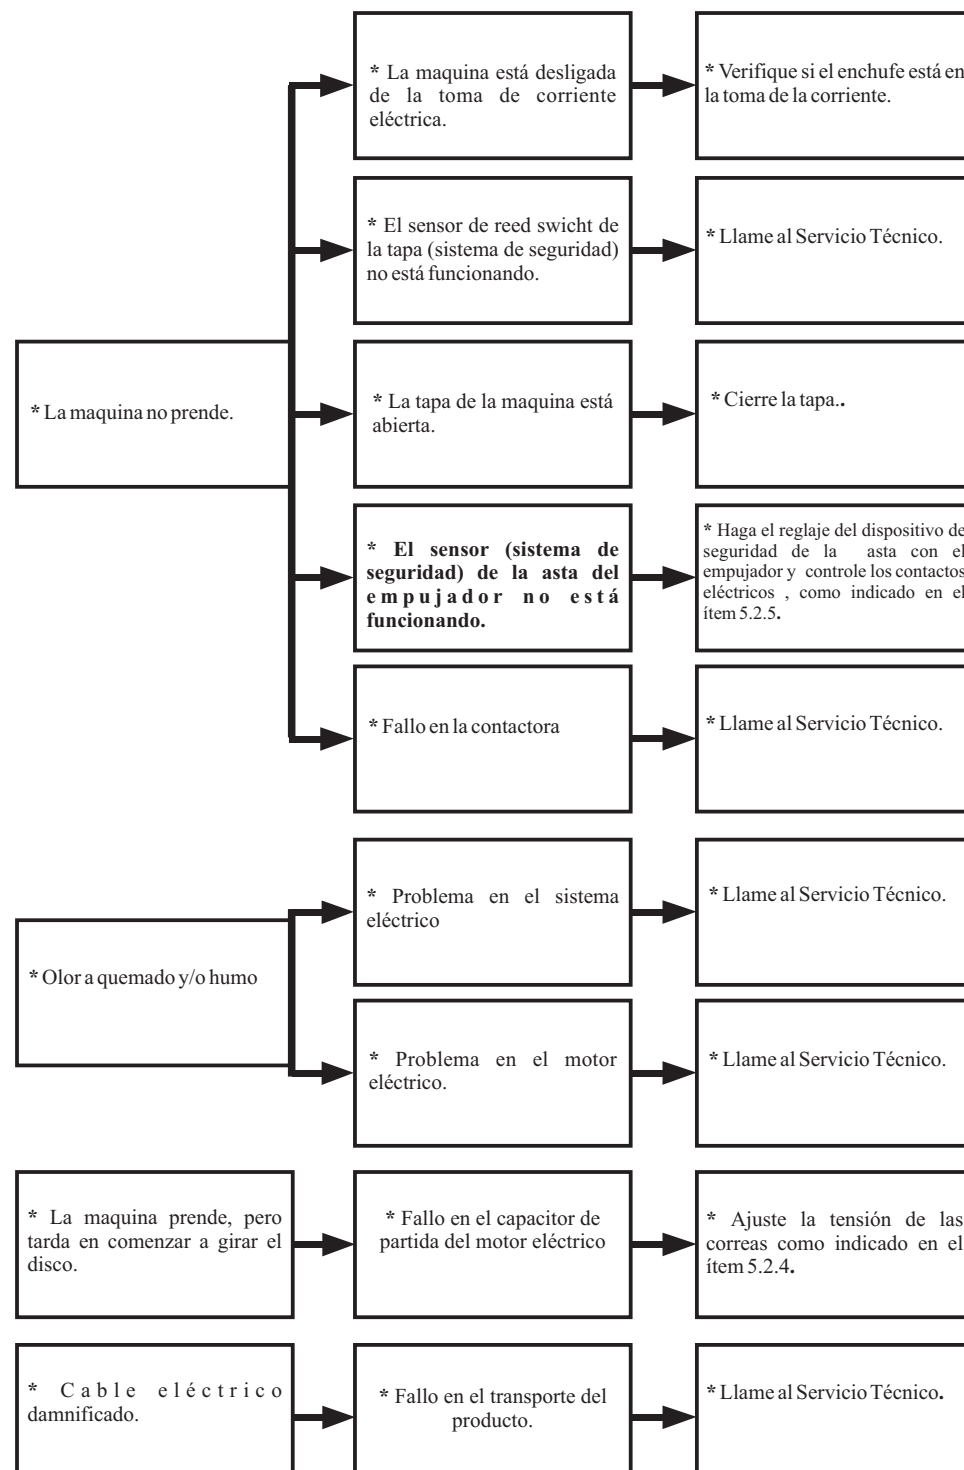 * La maquina está desligada
de la toma de corriente
eléctrica.
* Verifique si el enchufe está en
la toma de la corriente.
* El sensor de reed swicht de
la tapa (sistema de seguridad)
no está funcionando.
* Llame al Servicio Técnico.
* La maquina no prende.
* La tapa de la maquina está
abierta.
* Cierre la tapa..
* El sensor (sistema de
seguridad) de la asta del
empujador no está
funcionando.
* Haga el reglaje del dispositivo de
seguridad de la asta con el
empujador y controle los contactos
eléctricos , como indicado en el
ítem 5.2.5.
* Fallo en la contactora
* Llame al Servicio Técnico.
* Olor a quemado y/o humo
* Problema en el sistema
eléctrico
* Llame al Servicio Técnico.
* Problema en el motor
eléctrico.
* Llame al Servicio Técnico.
* La maquina prende, pero
tarda en comenzar a girar el
disco.
* Fallo en el capacitor de
partida del motor eléctrico
* Ajuste la tensión de las
correas como indicado en el
ítem 5.2.4.
* Cable eléctrico
damnificado.
* Fallo en el transporte del
producto.
* Llame al Servicio Técnico.